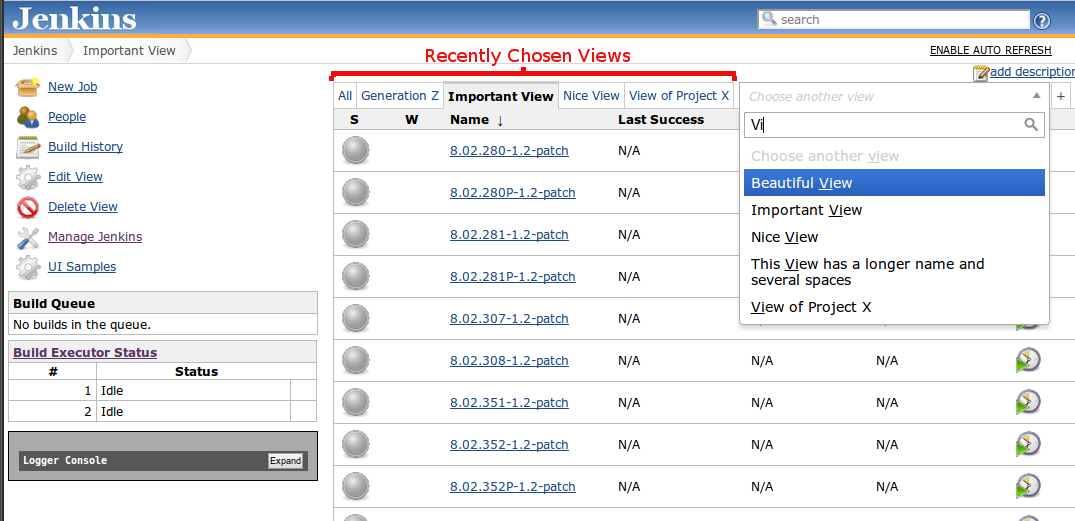 Jenkins
search
Jenkins Important View
ENABLE AUTO REFRESH
Recently Chosen Views
add description
New Job
People
Build History
Edit View
Delete View
Manage Jenkins
UI Samples
Build Queue
No builds in the queue.
Build Executor Status
# Status
1 Idle
2 Idle
Logger Console Expand
All Generation Z Important View Nice View View of Project X Choose another view +
Vi
Choose another view
Beautiful View
Important View
Nice View
This View has a longer name and
several spaces
View of Project X
S W Name ↓ Last Success
8.02.280-1.2-patch N/A
8.02.280P-1.2-patch N/A
8.02.281-1.2-patch N/A
8.02.281P-1.2-patch N/A
8.02.307-1.2-patch N/A
8.02.308-1.2-patch N/A N/A N/A
8.02.351-1.2-patch N/A N/A N/A
8.02.352-1.2-patch N/A N/A N/A
8.02.352P-1.2-patch N/A N/A N/A